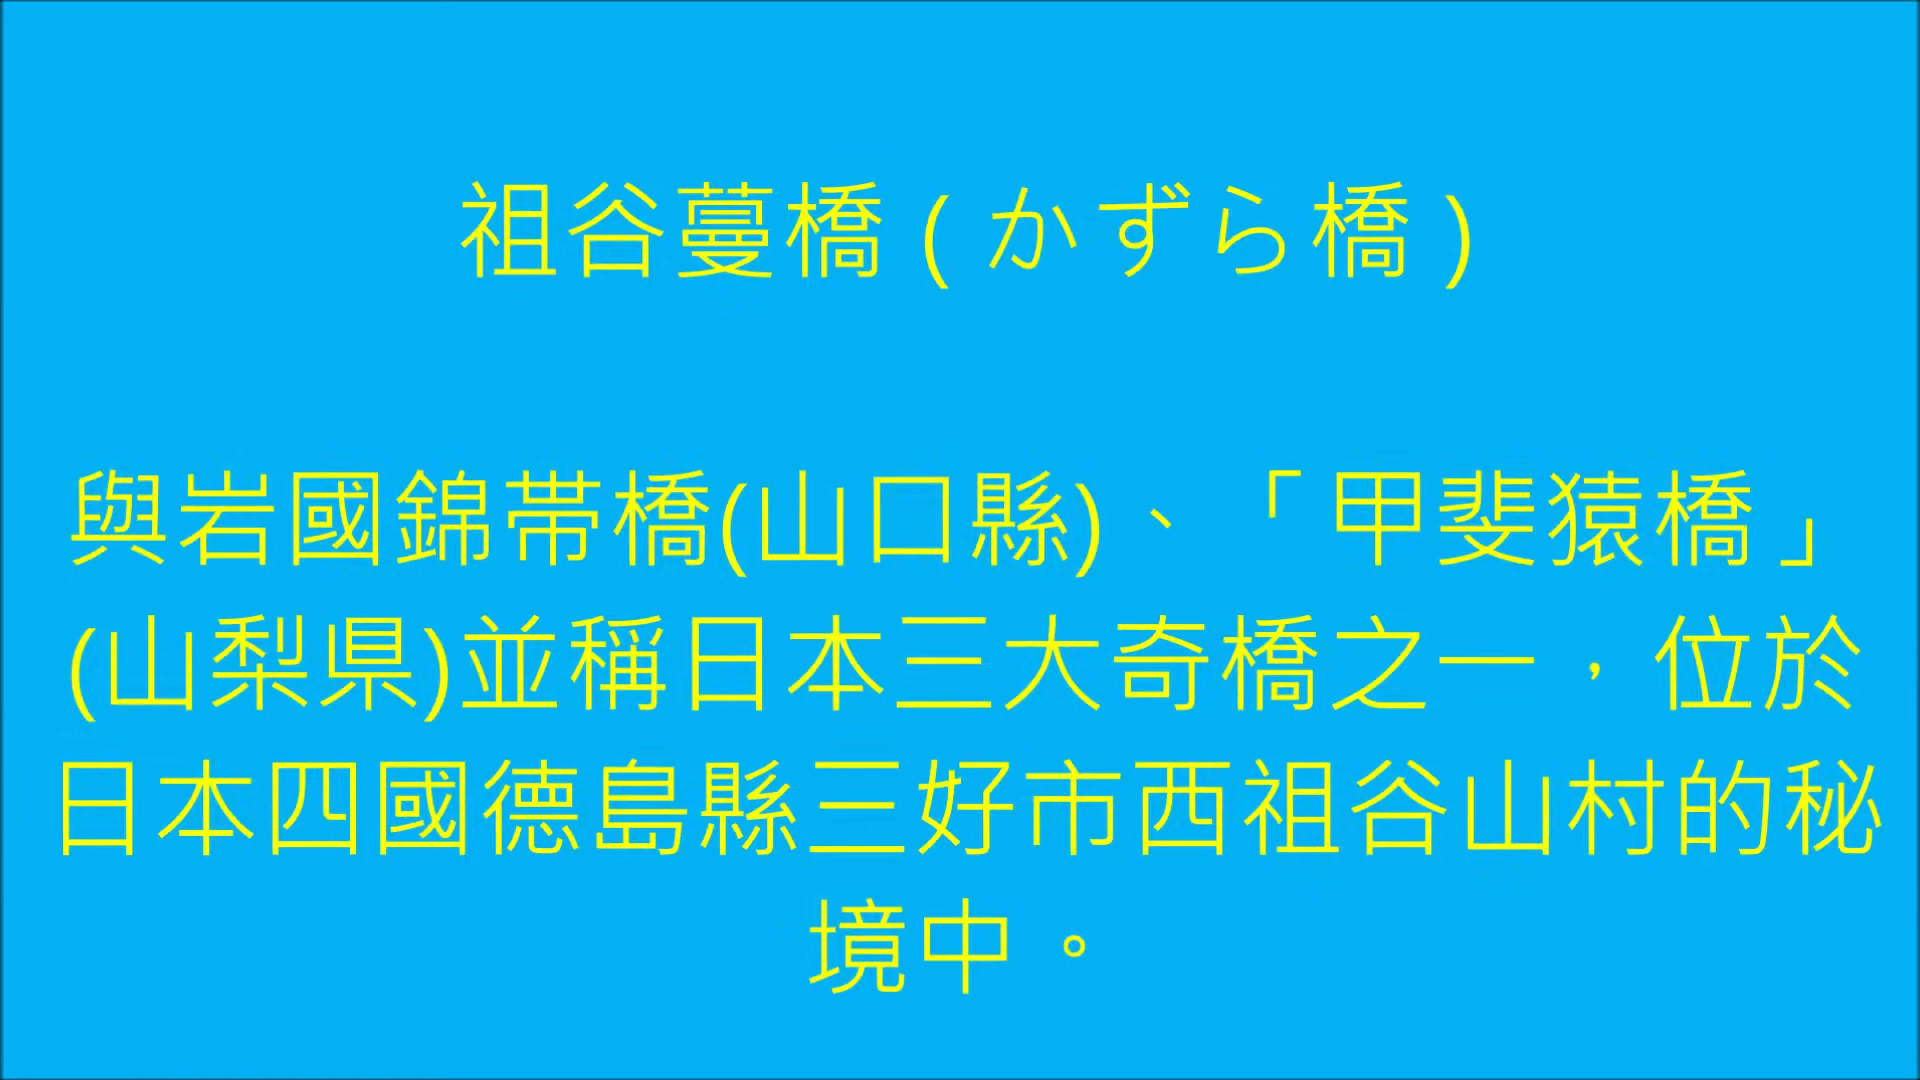 祖谷蔓橋 ( かずら橋 )
與岩國錦帯橋(山口縣)、「甲斐猿橋」
(山梨県)並稱日本三大奇橋之一，位於
日本四國德島縣三好市西祖谷山村的秘
境中。